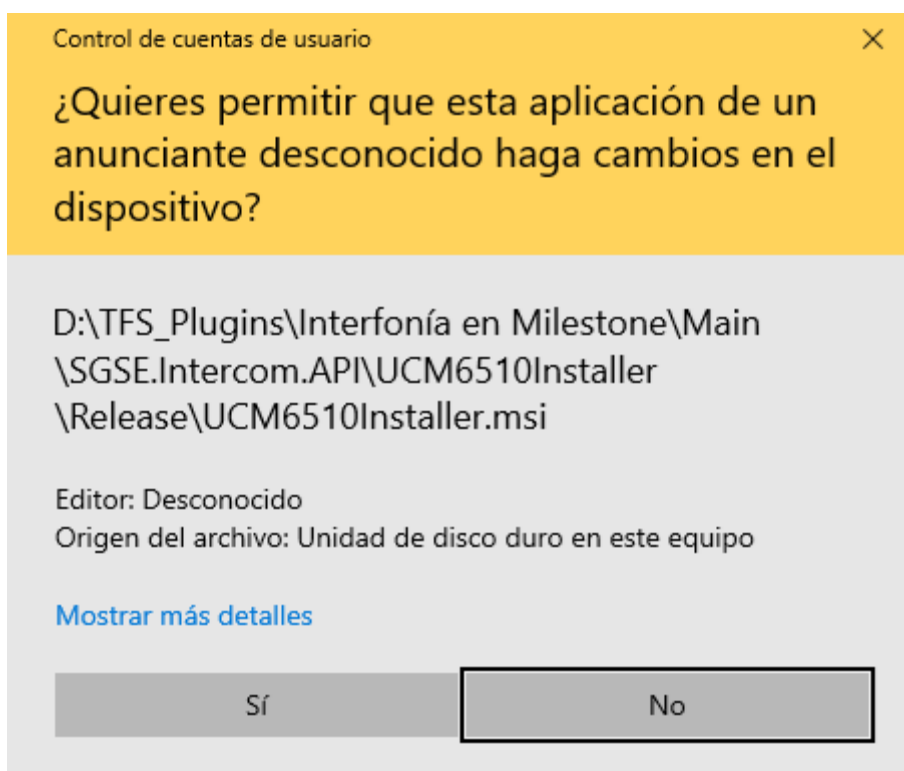 Control de cuentas de usuario
¿Quieres permitir que esta aplicación de un
anunciante desconocido haga cambios en el
dispositivo?
D:\TFS_Plugins\Interfonía en Milestone\Main
\SGSE.Intercom.API\UCM6510Installer
\Release\UCM6510Installer.msi
Editor: Desconocido
Origen del archivo: Unidad de disco duro en este equipo
Mostrar más detalles
Sí
No